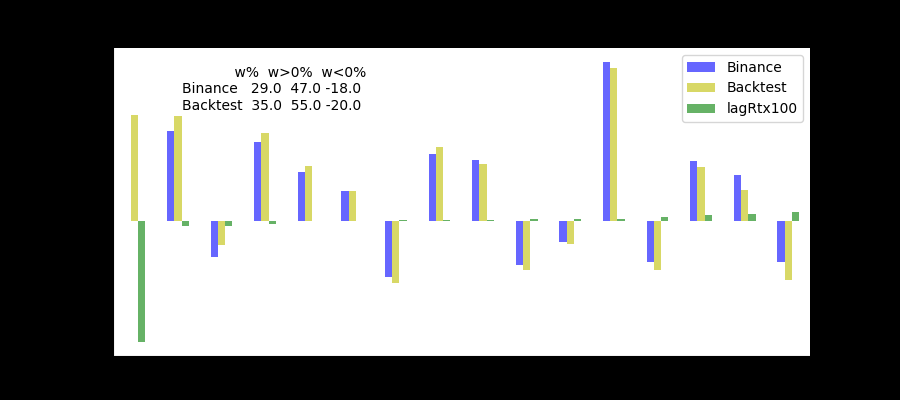 w% w>0% w<0%
Binance 29.0 47.0 -18.0
Backtest 35.0 55.0 -20.0
Binance
Backtest
lagRtx100